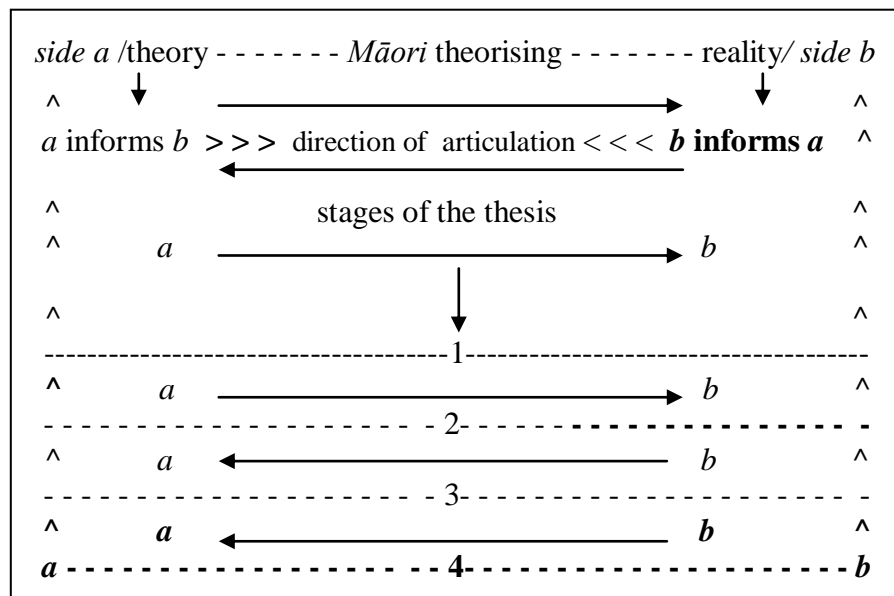 side a /theory - - - - - - - Māori theorising - - - - - - - reality/ side b
^ ^
a informs b > > > direction of articulation < < < b informs a ^
^ stages of the thesis ^
^ a b ^
^ ^
---------------------------------------------1---------------------------------------------
^ a b ^
- - - - - - - - - - - - - - - - - - - - - - 2- - - - - - - - - - - - - - - - - - - - - -
^ a b ^
- - - - - - - - - - - - - - - - - - - - - - 3- - - - - - - - - - - - - - - - - - - - - -
^ a b ^
a - - - - - - - - - - - - - - - - - - - - - 4- - - - - - - - - - - - - - - - - - - - - b